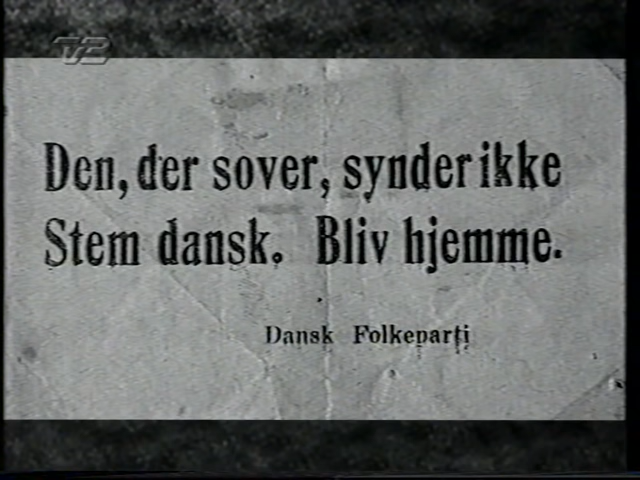 TV2
Den, der sover, synder ikke
Stem dansk. Bliv hjemme.
Dansk Folkeparti